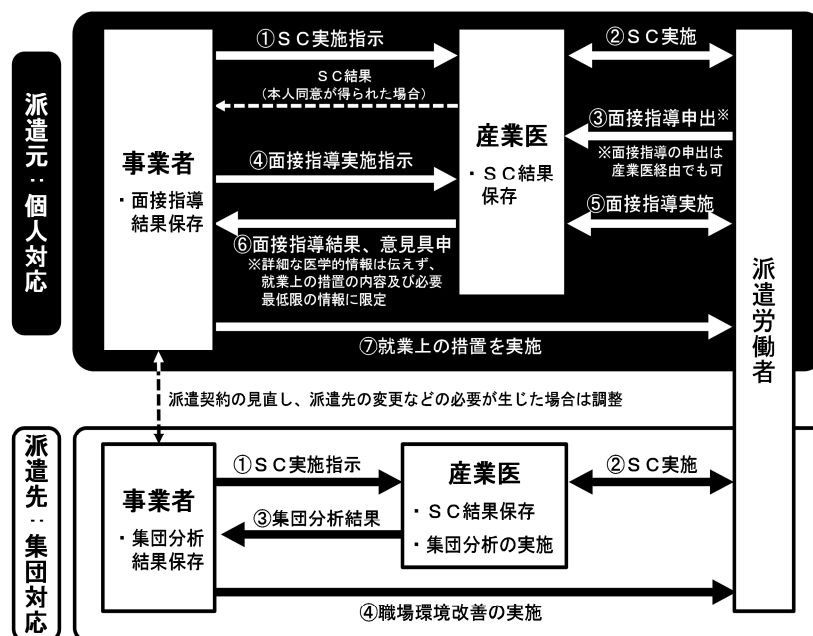 派遣元：個人対応
事業者
・面接指導
結果保存
①ＳＣ実施指示
ＳＣ結果
（本人同意が得られた場合）
④面接指導実施指示
⑥面接指導結果、意見具申
※詳細な医学的情報は伝えず、
就業上の措置の内容及び必要
最低限の情報に限定
産業医
・ＳＣ結果
保存
②ＳＣ実施
③面接指導申出※
※面接指導の申出は
産業医経由でも可
⑤面接指導実施
⑦就業上の措置を実施
派遣労働者
派遣契約の見直し、派遣先の変更などの必要が生じた場合は調整
派遣先：集団対応
事業者
・集団分析
結果保存
①ＳＣ実施指示
③集団分析結果
産業医
・ＳＣ結果保存
・集団分析の実施
②ＳＣ実施
④職場環境改善の実施